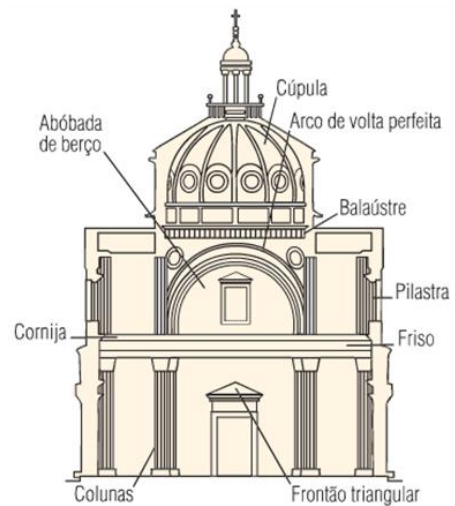 Cúpula
Arco de volta perfeita
Abóbada
de berço
Balaústre
Pilastra
Cornija
Friso
Colunas
Frontão triangular